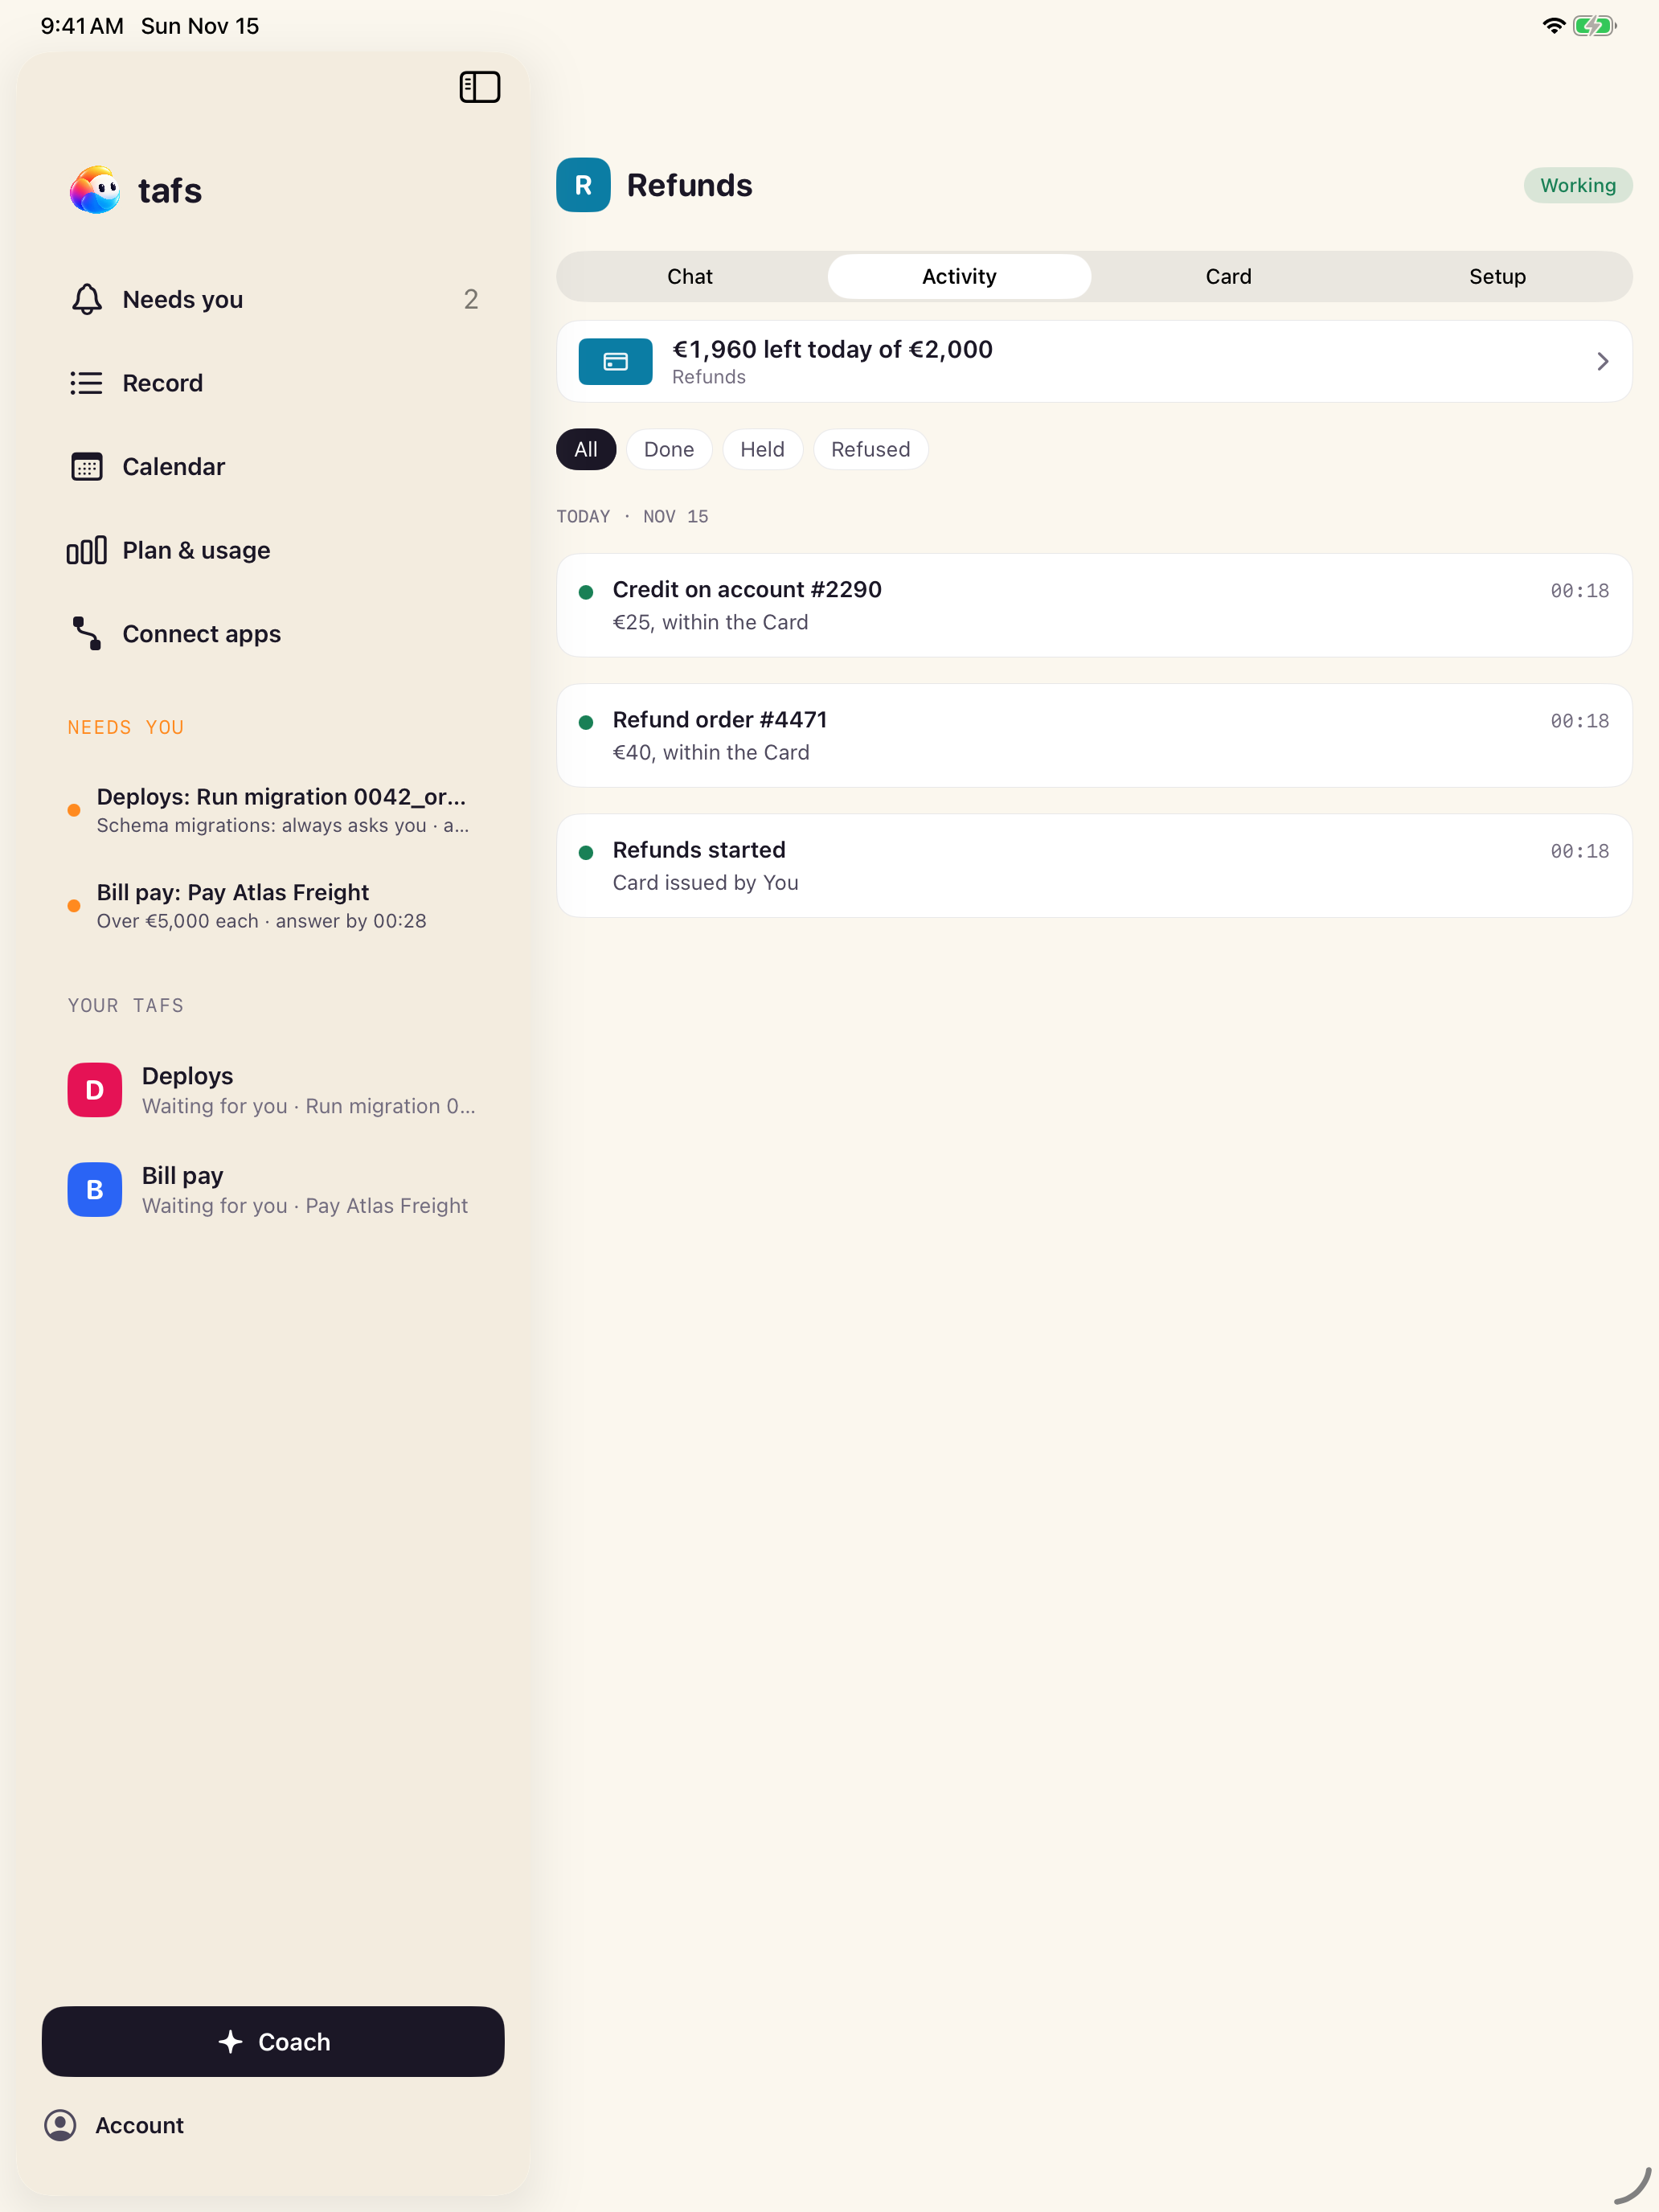 9:41 AM Sun Nov 15
tafs
Needs you 2
Record
Calendar
Plan & usage
Connect apps
NEEDS YOU
Deploys: Run migration 0042_or...
Schema migrations: always asks you · a...
Bill pay: Pay Atlas Freight
Over €5,000 each · answer by 00:28
YOUR TAFS
D
Deploys
Waiting for you · Run migration 0...
B
Bill pay
Waiting for you · Pay Atlas Freight
Coach
Account
R
Refunds
Working
Chat Activity Card Setup
€1,960 left today of €2,000
Refunds
All Done Held Refused
TODAY · NOV 15
Credit on account #2290 00:18
€25, within the Card
Refund order #4471 00:18
€40, within the Card
Refunds started 00:18
Card issued by You